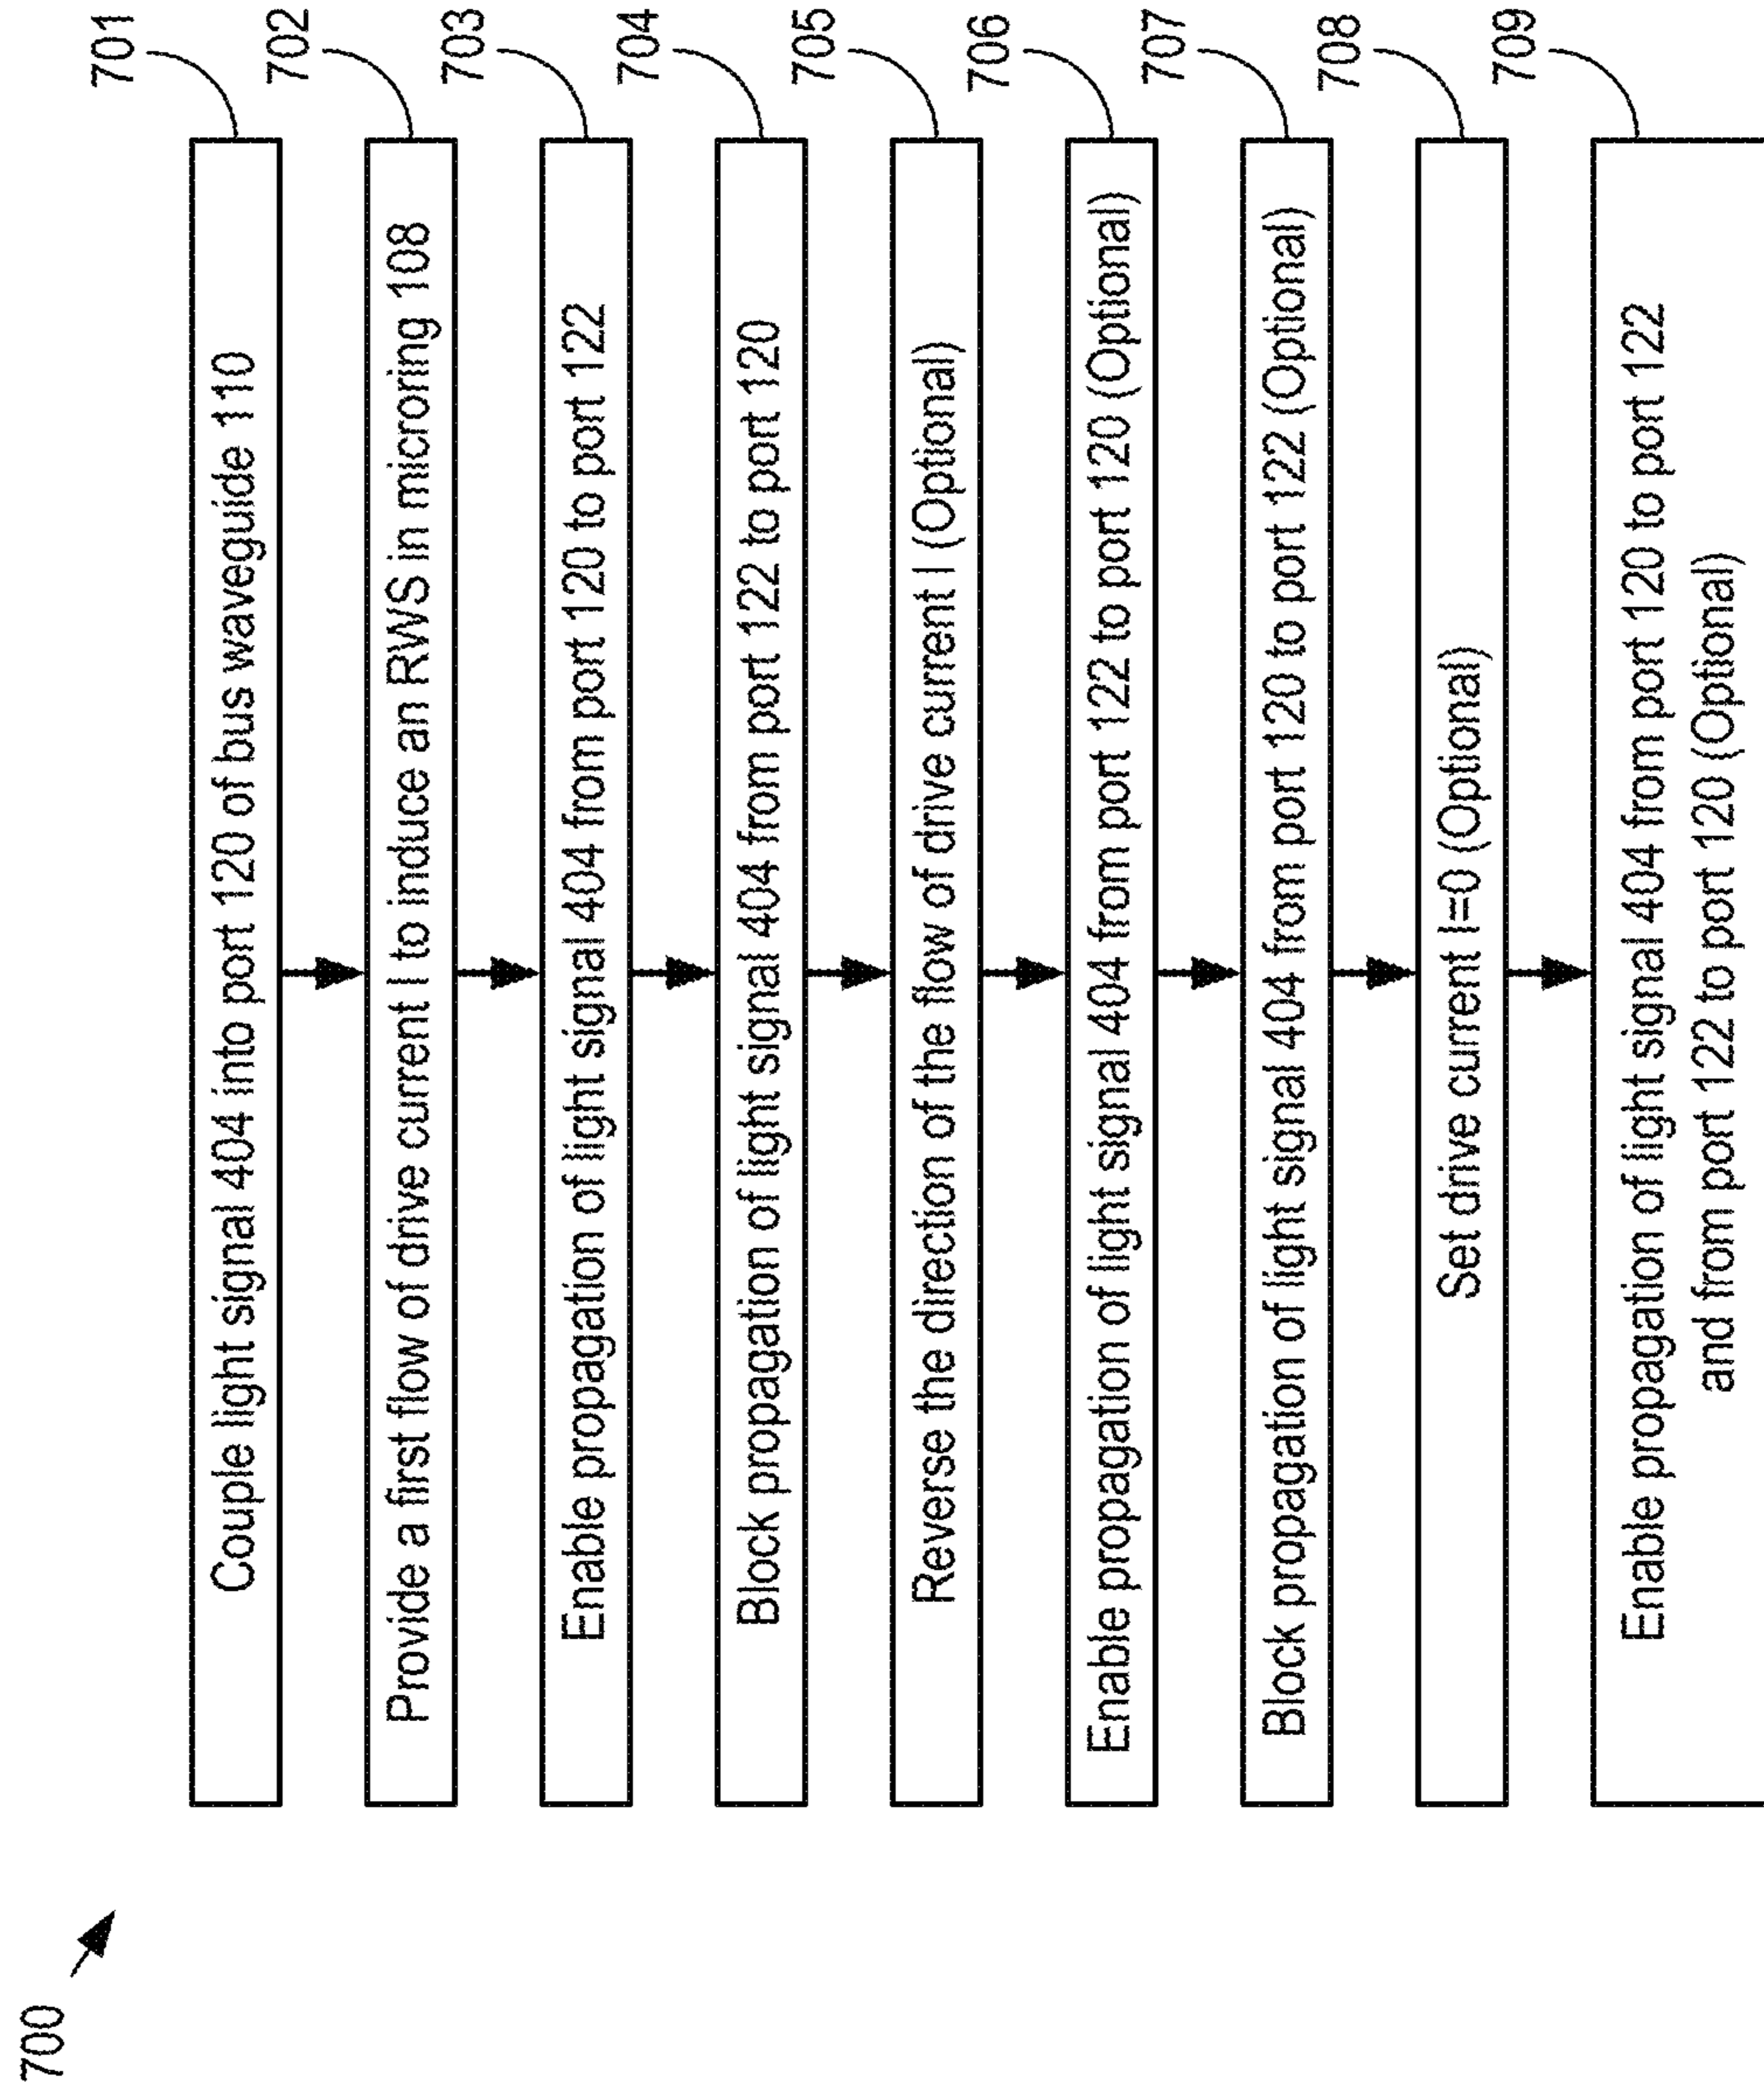 700
701
Couple light signal 404 into port 120 of bus waveguide 110
702
Provide a first flow of drive current I to induce an RWS in microring 108
703
Enable propagation of light signal 404 from port 120 to port 122
704
Block propagation of light signal 404 from port 122 to port 120
705
Reverse the direction of the flow of drive current I (Optional)
706
Enable propagation of light signal 404 from port 122 to port 120 (Optional)
707
Block propagation of light signal 404 from port 120 to port 122 (Optional)
708
Set drive current I=0 (Optional)
709
Enable propagation of light signal 404 from port 120 to port 122
and from port 122 to port 120 (Optional)